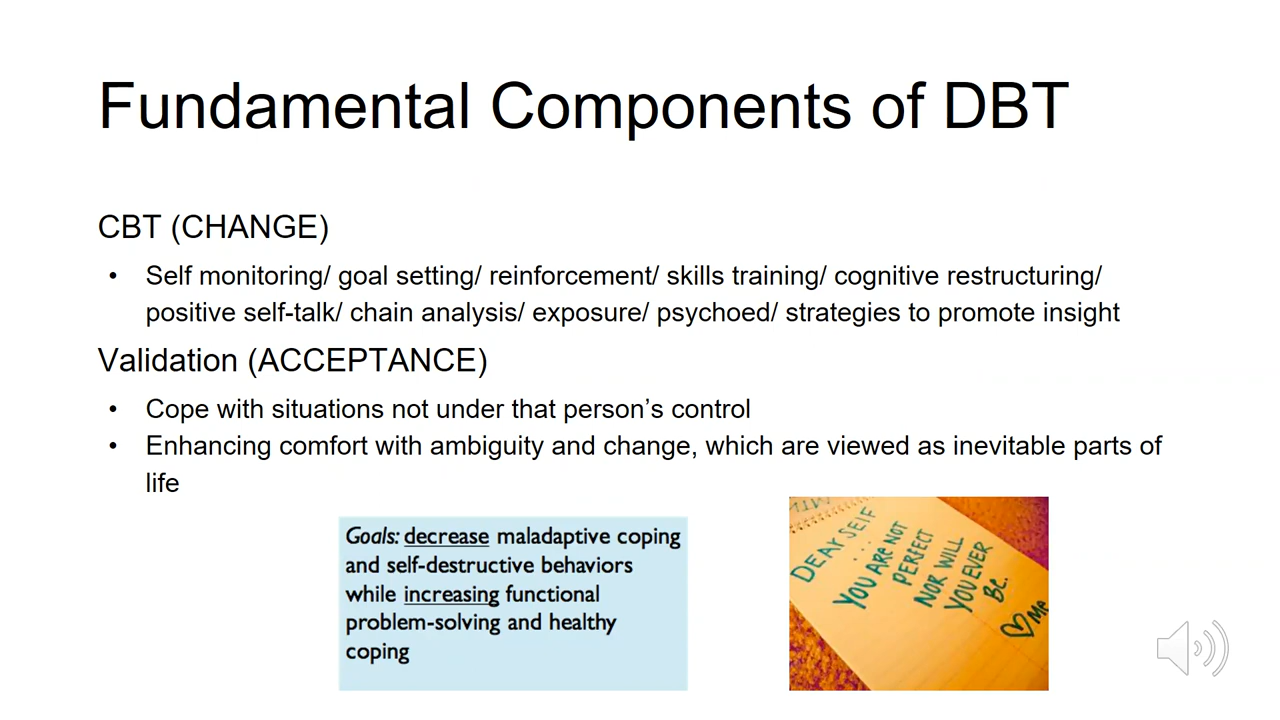 Fundamental Components of DBT
CBT (CHANGE)
• Self monitoring/ goal setting/ reinforcement/ skills training/ cognitive restructuring/
positive self-talk/ chain analysis/ exposure/ psychoed/ strategies to promote insight
Validation (ACCEPTANCE)
• Cope with situations not under that person’s control
• Enhancing comfort with ambiguity and change, which are viewed as inevitable parts of
life
Goals: decrease maladaptive coping
and self-destructive behaviors
while increasing functional
problem-solving and healthy
coping
DEAR SELF
...
YOU ARE NOT
PERFECT
NOR WILL
YOU EVER
BE.
♡ ME